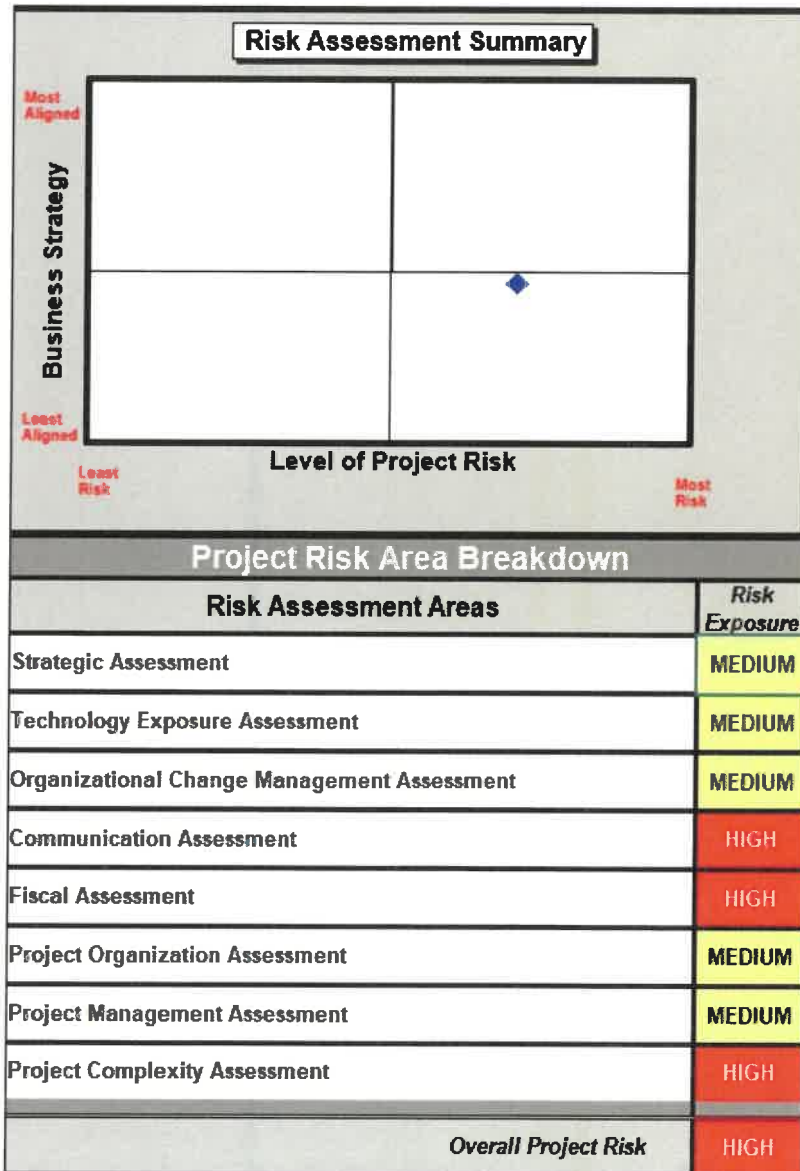 Risk Assessment Summary
Most
Aligned
Business Strategy
Least
Aligned
Level of Project Risk
Least
Risk
Most
Risk
Project Risk Area Breakdown
Risk Assessment Areas
Risk
Exposure
Strategic Assessment
MEDIUM
Technology Exposure Assessment
MEDIUM
Organizational Change Management Assessment
MEDIUM
Communication Assessment
HIGH
Fiscal Assessment
HIGH
Project Organization Assessment
MEDIUM
Project Management Assessment
MEDIUM
Project Complexity Assessment
HIGH
Overall Project Risk
HIGH